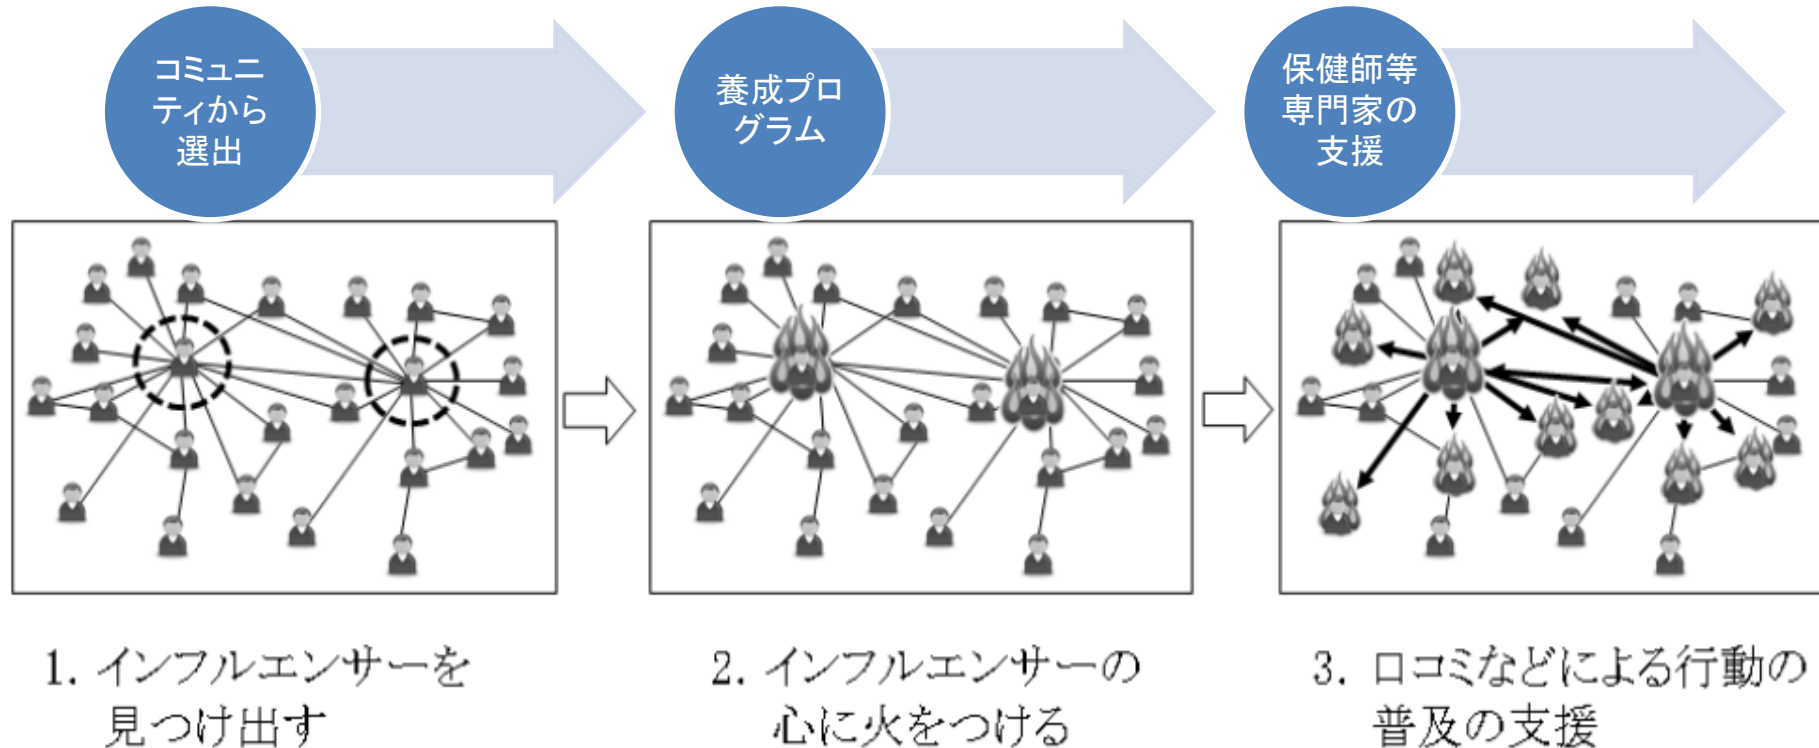 コミュニ
ティから
選出
養成プロ
グラム
保健師等
専門家の
支援
1. インフルエンサーを
見つけ出す
2. インフルエンサーの
心に火をつける
3. 口コミなどによる行動の
普及の支援